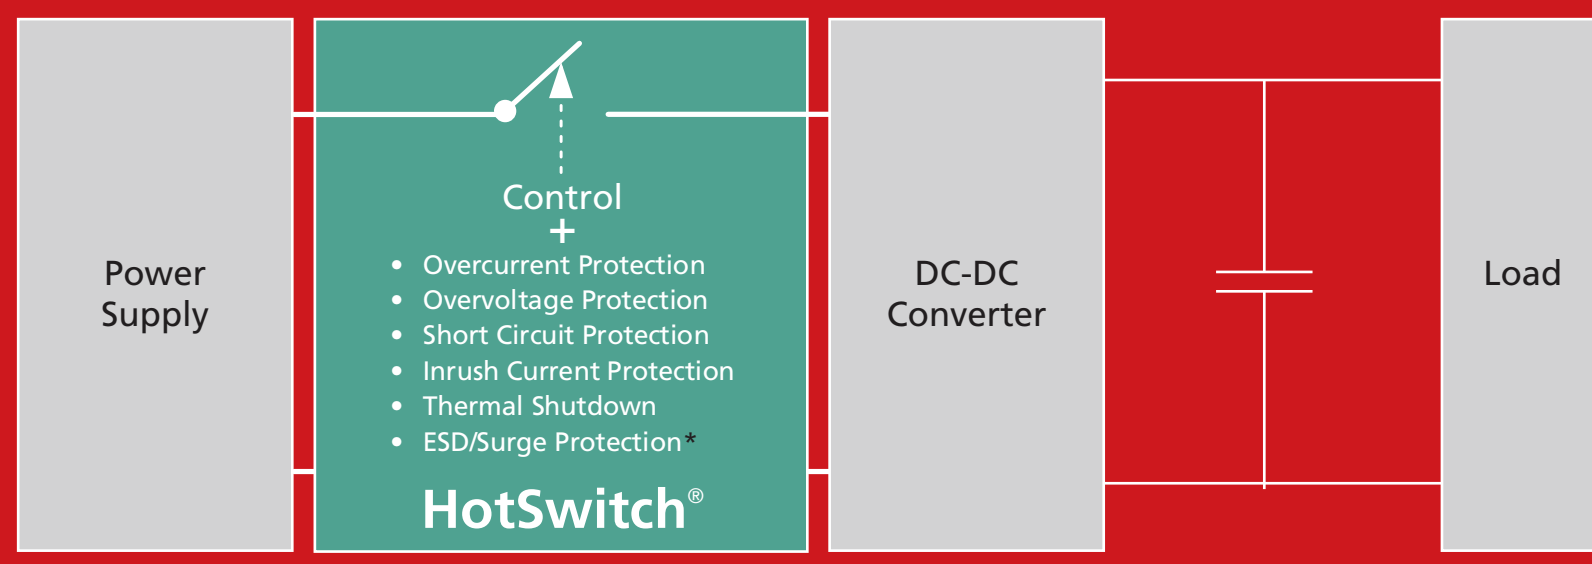 Power
Supply
Control
+
• Overcurrent Protection
• Overvoltage Protection
• Short Circuit Protection
• Inrush Current Protection
• Thermal Shutdown
• ESD/Surge Protection*
HotSwitch®
DC-DC
Converter
Load